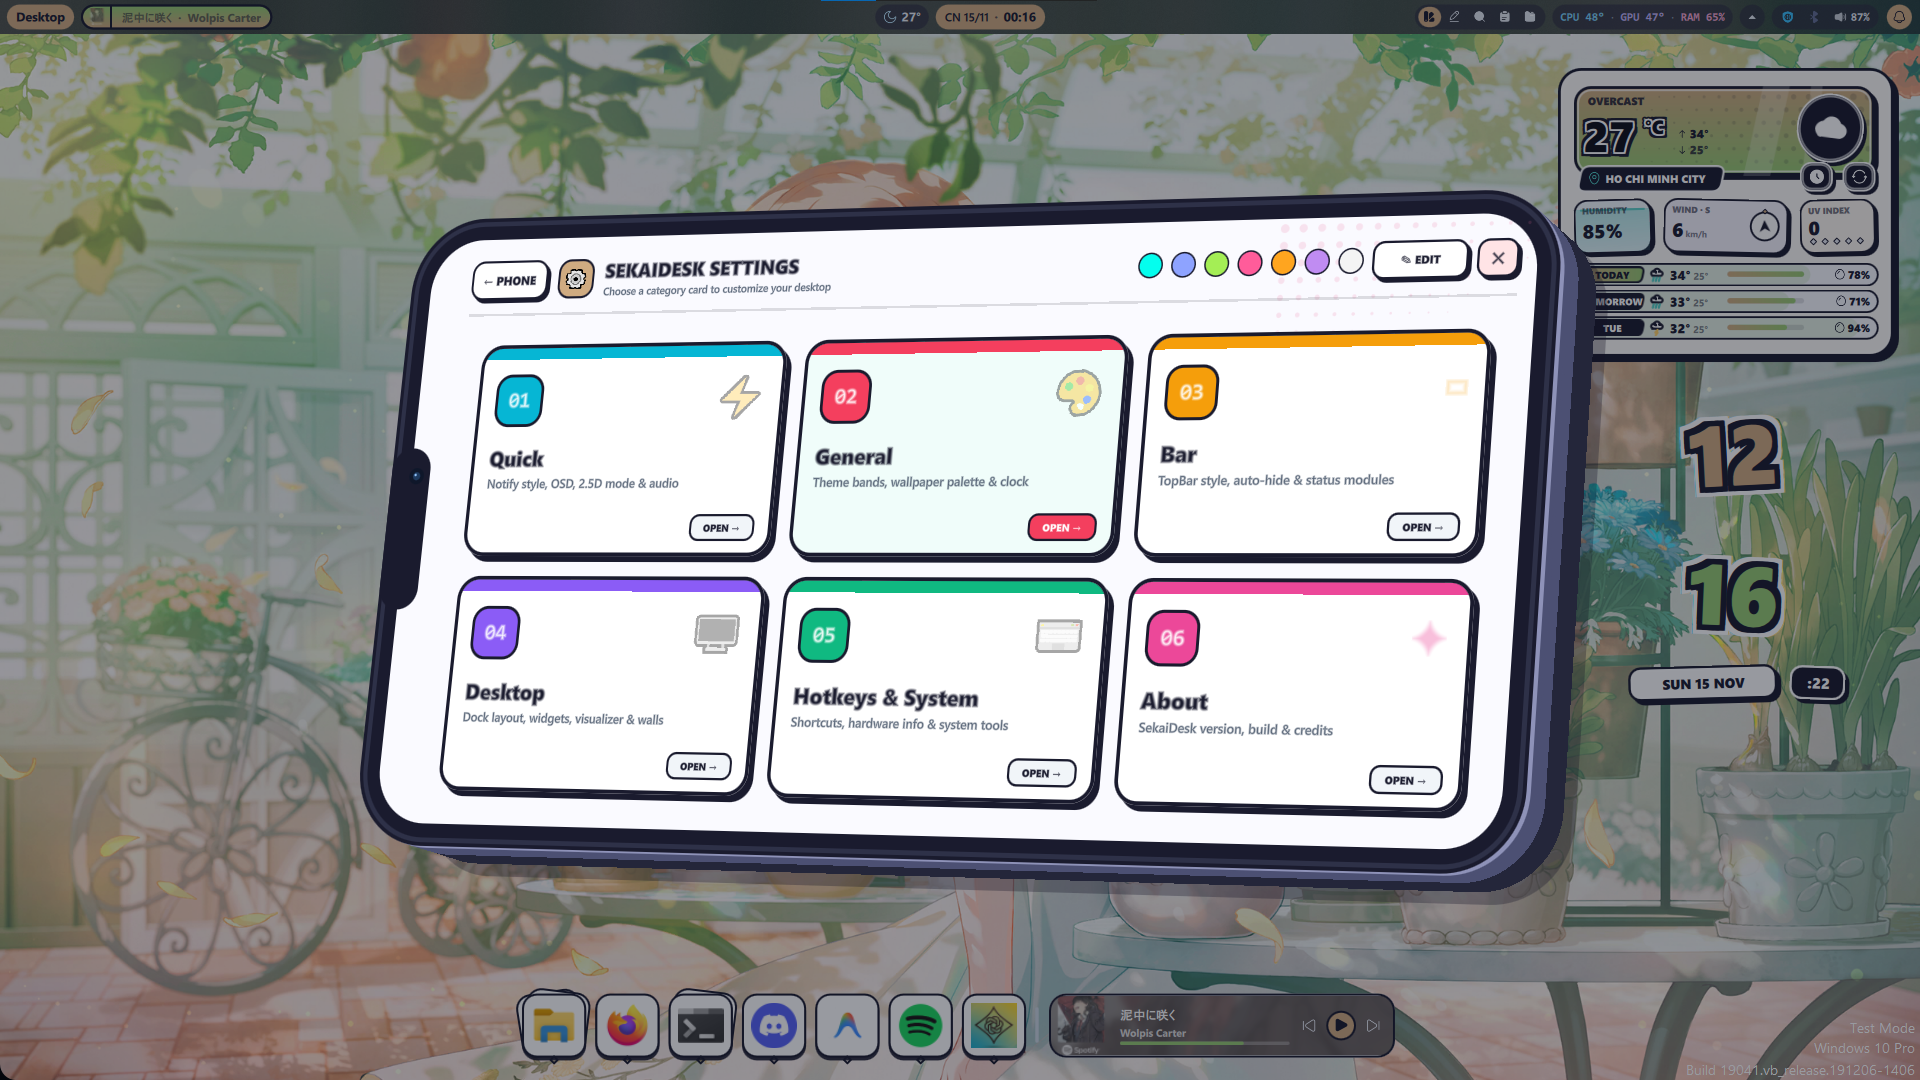 Desktop
泥中に咲く · Wolpis Carter
27°
CN 15/11 · 00:16
CPU 48° · GPU 47° · RAM 65%
87%
OVERCAST
27 °C
↑ 34°
↓ 25°
HO CHI MINH CITY
HUMIDITY
85%
WIND · S
6 km/h
UV INDEX
0
TODAY 34° 25° 78%
MORROW 33° 25° 71%
TUE 32° 25° 94%
12
16
SUN 15 NOV
:22
← PHONE
SEKAIDESK SETTINGS
Choose a category card to customize your desktop
✎ EDIT
✕
01
Quick
Notify style, OSD, 2.5D mode & audio
OPEN →
02
General
Theme bands, wallpaper palette & clock
OPEN →
03
Bar
TopBar style, auto-hide & status modules
OPEN →
04
Desktop
Dock layout, widgets, visualizer & walls
OPEN →
05
Hotkeys & System
Shortcuts, hardware info & system tools
OPEN →
06
About
SekaiDesk version, build & credits
OPEN →
泥中に咲く
Wolpis Carter
Spotify
Test Mode
Windows 10 Pro
Build 19041.vb_release.191206-1406